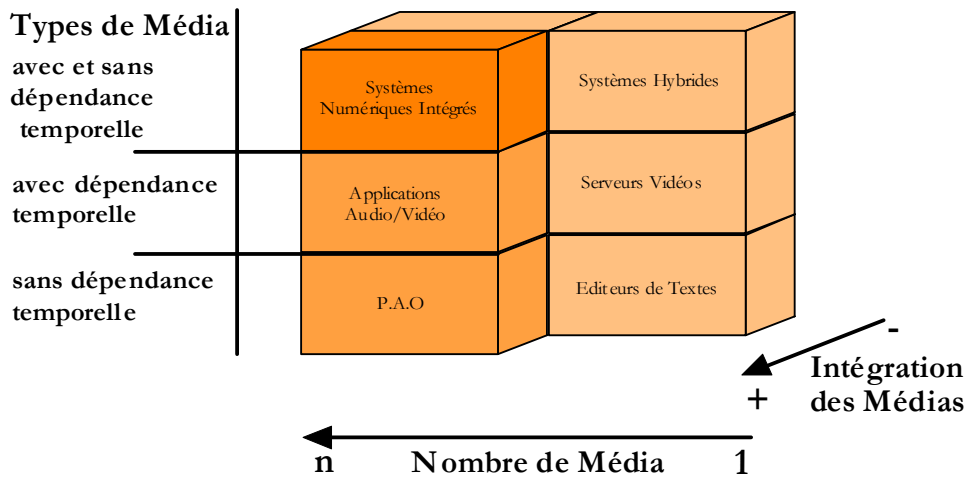 Types de Média
avec et sans
dépendance
temporelle
Systèmes
Numériques Intégrés
Systèmes Hybrides
avec dépendance
temporelle
Applications
Audio/Vidéo
Serveurs Vidéos
sans dépendance
temporelle
P.A.O
Editeurs de Textes
-
+
Intégration
des Médias
n
Nombre de Média
1